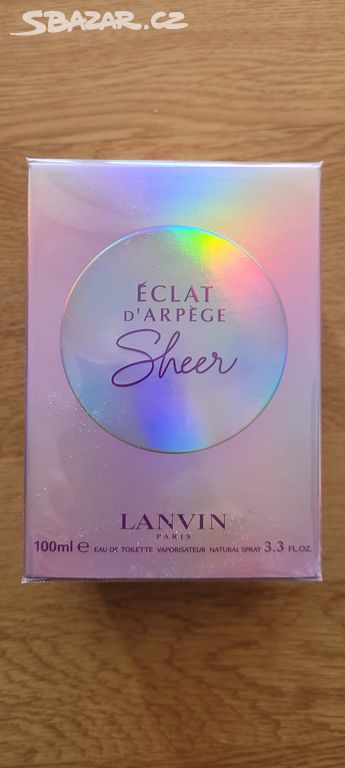 SBAZAR.CZ
ÉCLAT
D'ARPÈGE
Sheer
LANVIN
PARIS
100ml e EAU DE TOILETTE VAPORISATEUR NATURAL SPRAY 3.3 FL.OZ.